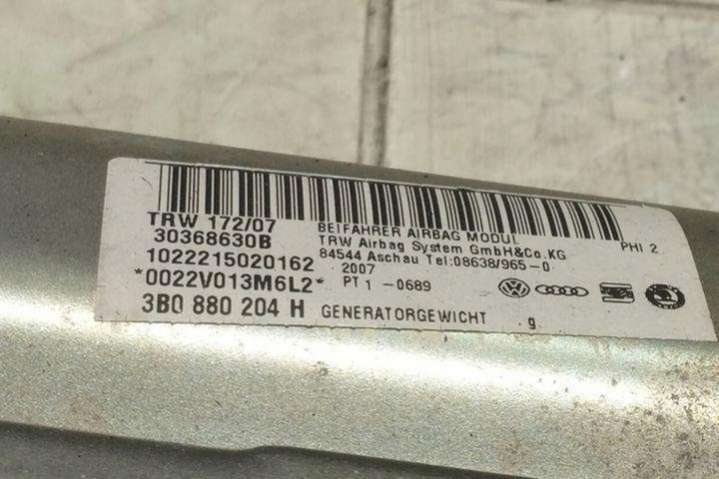 TRW 172/07
30368630B
1022215020162
*0022V013M6L2*
3B0 880 204 H
BEIFAHRER AIRBAG MODUL
TRW Airbag System GmbH&Co.KG
84544 Aschau Tel:08638/965-0
2007
PT 1 -0689
PHI 2
GENERATORGEWICHT g